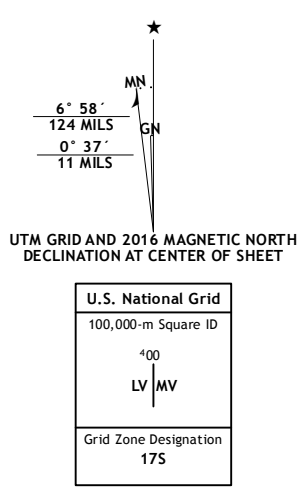 MN
6° 58´
124 MILS
GN
0° 37´
11 MILS
UTM GRID AND 2016 MAGNETIC NORTH
DECLINATION AT CENTER OF SHEET
U.S. National Grid
100,000-m Square ID
⁴00
LV MV
Grid Zone Designation
17S